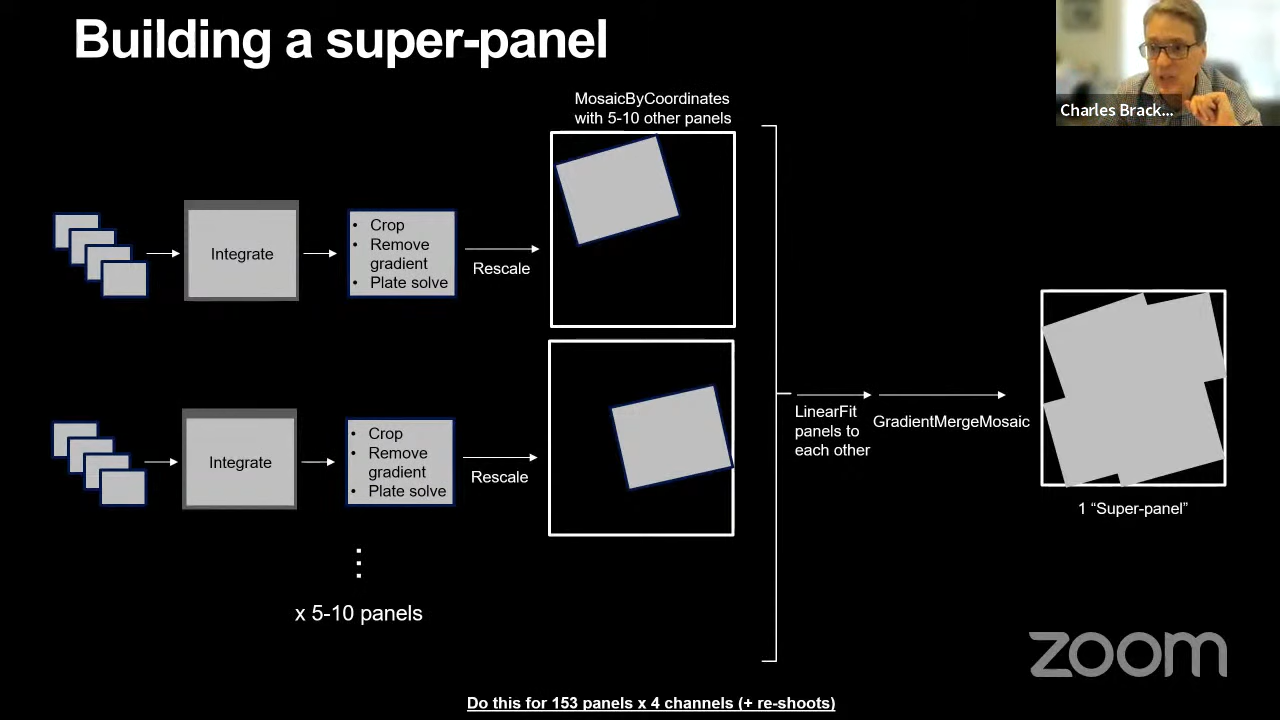 Building a super-panel
Charles Brack...
MosaicByCoordinates
with 5-10 other panels
Integrate
• Crop
• Remove
gradient
• Plate solve
Rescale
Integrate
• Crop
• Remove
gradient
• Plate solve
Rescale
x 5-10 panels
LinearFit
panels to
each other
GradientMergeMosaic
1 “Super-panel”
zoom
Do this for 153 panels x 4 channels (+ re-shoots)